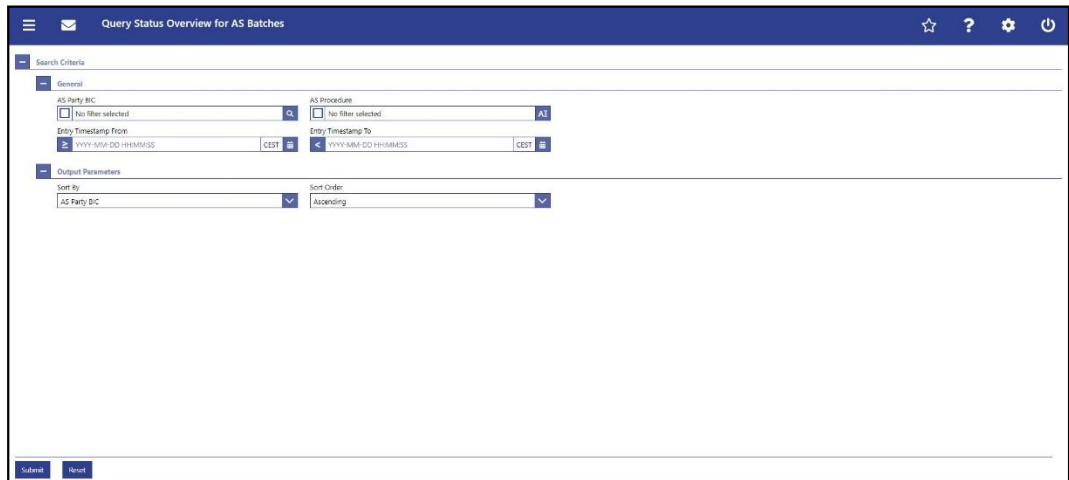 Query Status Overview for AS Batches
Search Criteria
General
AS Party BIC AS Procedure
No filter selected No filter selected AI
Entry Timestamp From Entry Timestamp To
≥ YYYY-MM-DD HH:MM:SS CEST < YYYY-MM-DD HH:MM:SS CEST
Output Parameters
Sort By Sort Order
AS Party BIC Ascending
Submit Reset